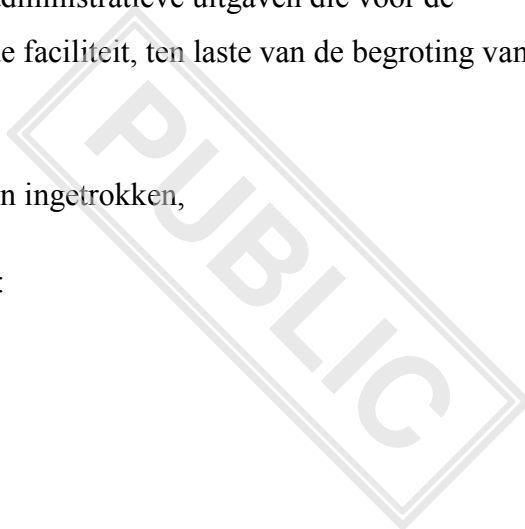 administratieve uitgaven die voor de
e faciliteit, ten laste van de begroting van
n ingetrokken,
:
PUBLIC